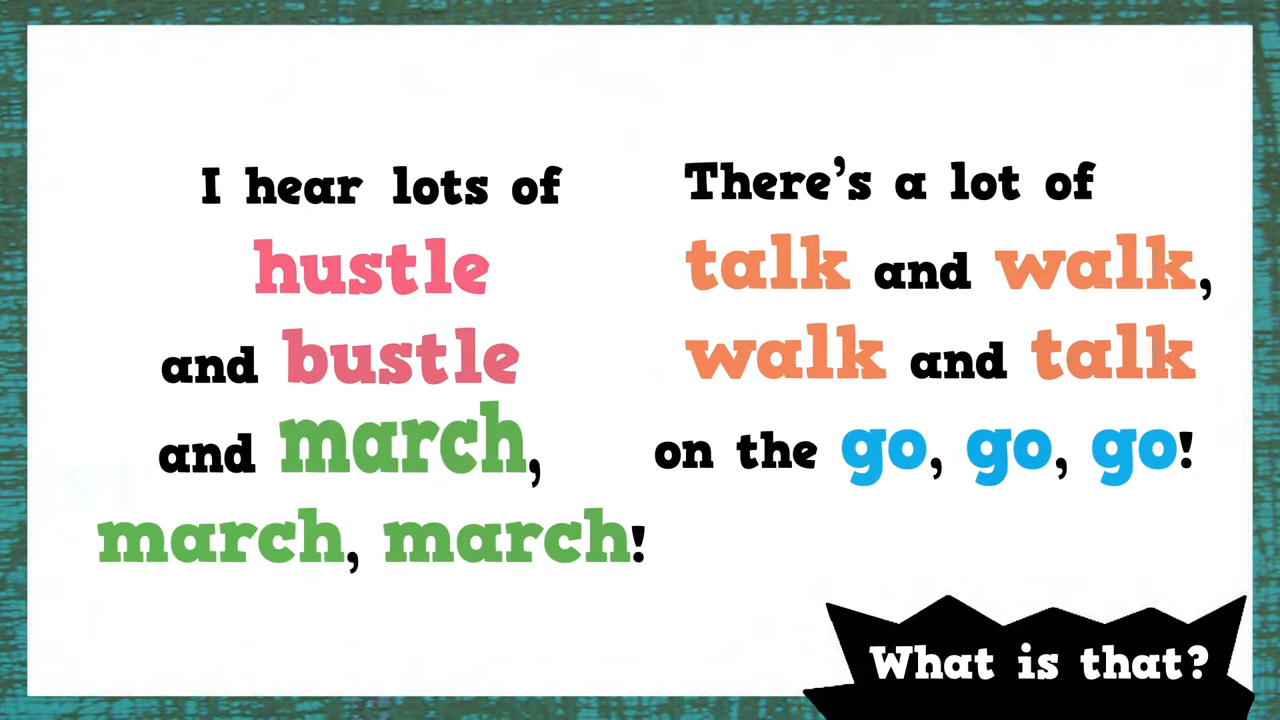 I hear lots of
hustle
and bustle
and march,
march, march!
There's a lot of
talk and walk,
walk and talk
on the go, go, go!
What is that?